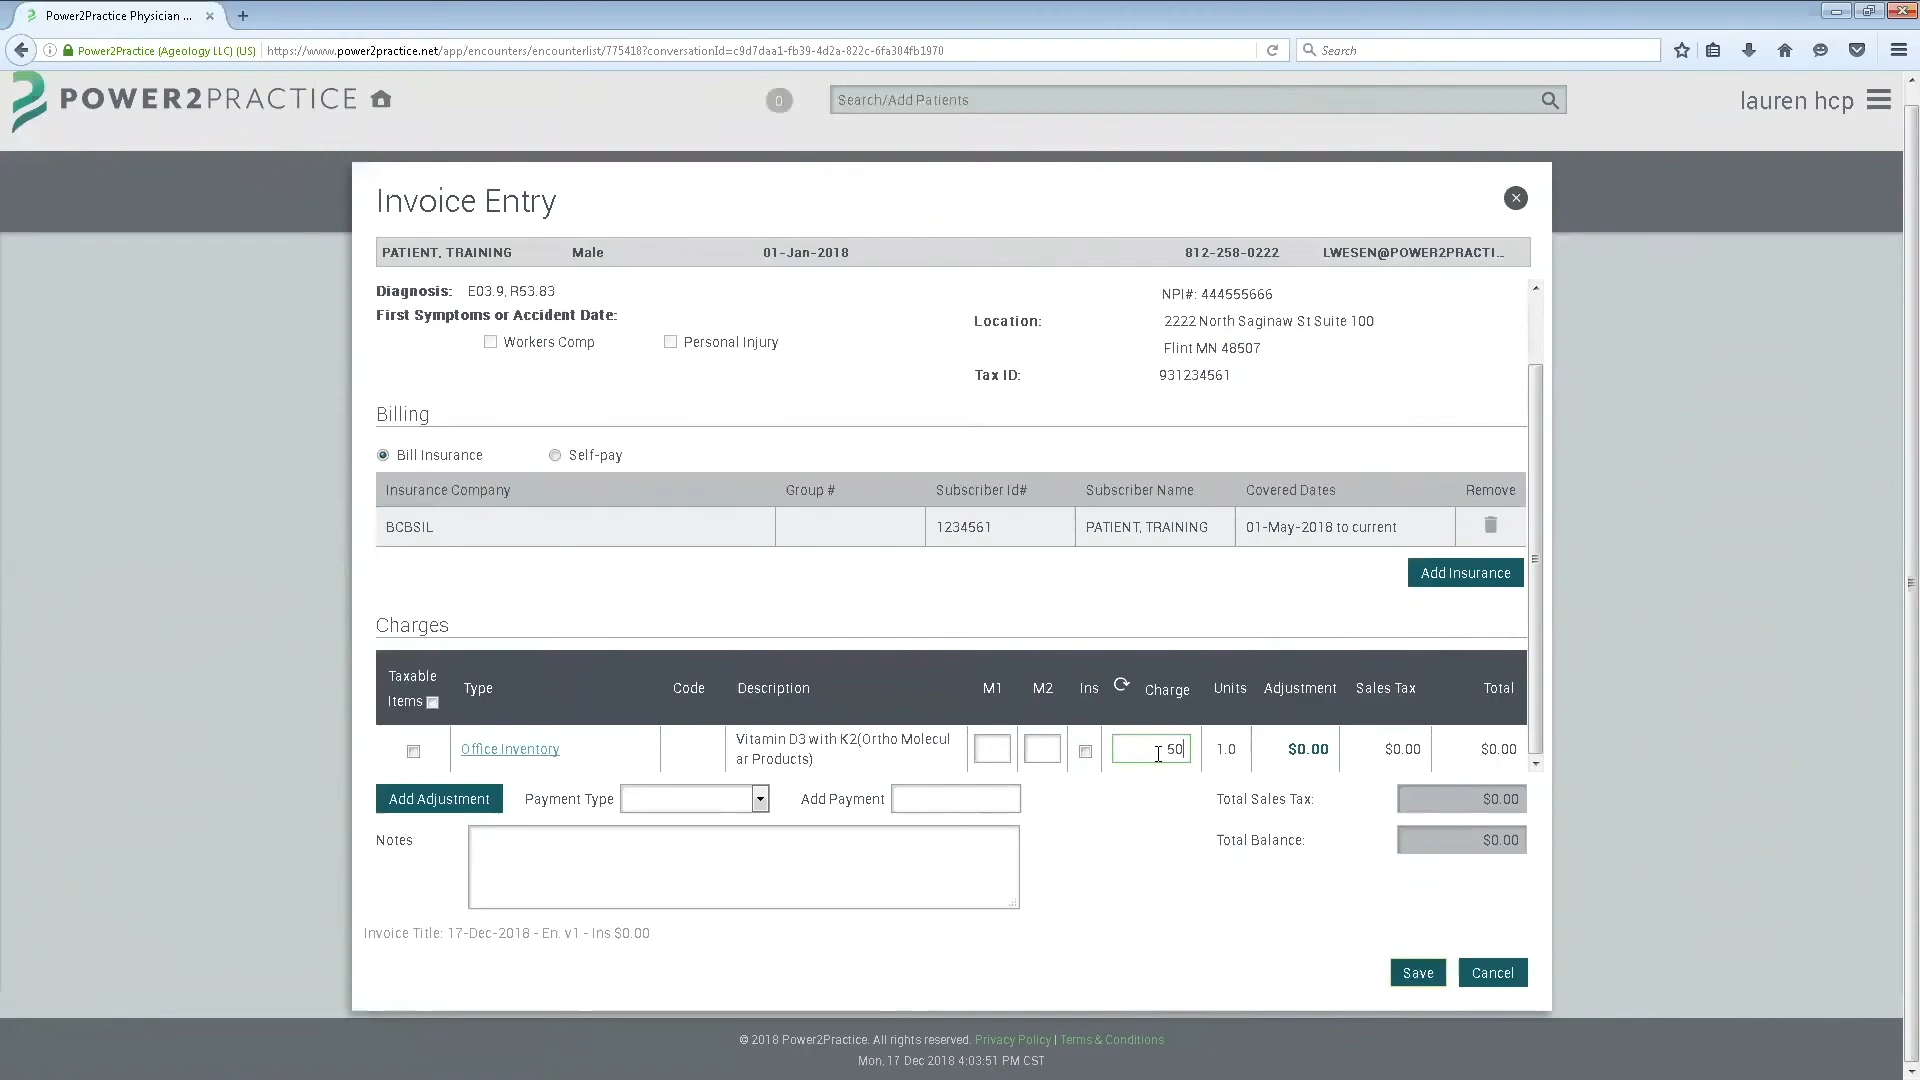 Power2Practice Physician ...
Power2Practice (Ageology LLC) (US) https://www.power2practice.net/app/encounters/encounterlist/775418?conversationId=c9d7daa1-fb39-4d2a-822c-6fa304fb1970 Search
POWER2PRACTICE 0 Search/Add Patients lauren hcp
Invoice Entry
PATIENT, TRAINING Male 01-Jan-2018 812-258-0222 LWESEN@POWER2PRACTI...
Diagnosis: E03.9, R53.83 NPI#: 444555666
First Symptoms or Accident Date: Location: 2222 North Saginaw St Suite 100
Workers Comp Personal Injury Flint MN 48507
Tax ID: 931234561
Billing
Bill Insurance Self-pay
Insurance Company Group # Subscriber Id# Subscriber Name Covered Dates Remove
BCBSIL 1234561 PATIENT, TRAINING 01-May-2018 to current
Add Insurance
Charges
Taxable
Items Type Code Description M1 M2 Ins Charge Units Adjustment Sales Tax Total
Office Inventory Vitamin D3 with K2(Ortho Molecul 50 1.0 $0.00 $0.00 $0.00
ar Products)
Add Adjustment Payment Type Add Payment Total Sales Tax: $0.00
Notes Total Balance: $0.00
Invoice Title: 17-Dec-2018 - En. v1 - Ins $0.00
Save Cancel
© 2018 Power2Practice. All rights reserved. Privacy Policy | Terms & Conditions
Mon, 17 Dec 2018 4:03:51 PM CST